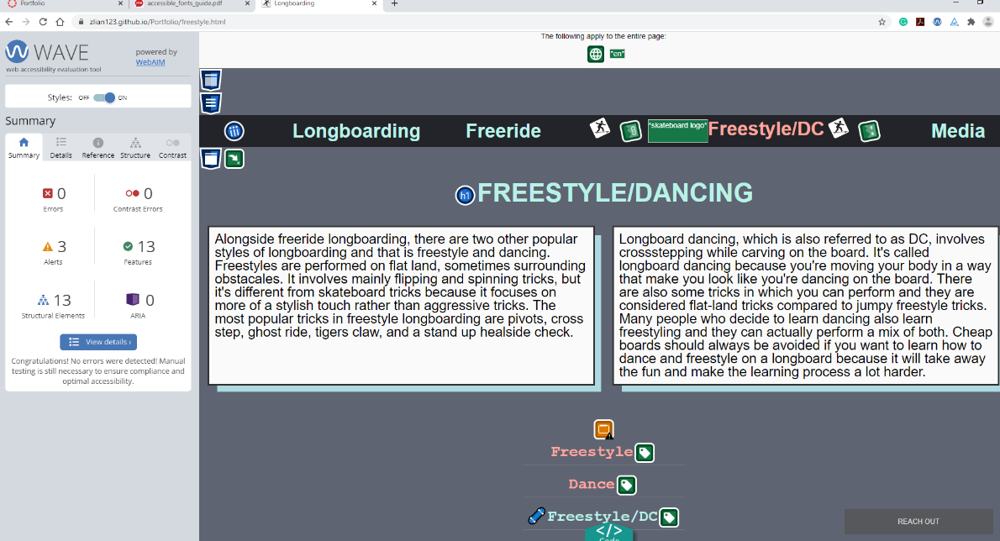 Portfolio
accessible_fonts_guide.pdf
Longboarding
zlian123.github.io/Portfolio/freestyle.html
WAVE
web accessibility evaluation tool
powered by
WebAIM
Styles: OFF ON
Summary
Summary Details Reference Structure Contrast
0
Errors
0
Contrast Errors
3
Alerts
13
Features
13
Structural Elements
0
ARIA
View details ›
Congratulations! No errors were detected! Manual
testing is still necessary to ensure compliance and
optimal accessibility.
The following apply to the entire page:
"en"
Longboarding Freeride *skateboard logo* Freestyle/DC Media
h1 FREESTYLE/DANCING
Alongside freeride longboarding, there are two other popular
styles of longboarding and that is freestyle and dancing.
Freestyles are performed on flat land, sometimes surrounding
obstacales. It involves mainly flipping and spinning tricks, but
it's different from skateboard tricks because it focuses on
more of a stylish touch rather than aggressive tricks. The
most popular tricks in freestyle longboarding are pivots, cross
step, ghost ride, tigers claw, and a stand up healside check.
Longboard dancing, which is also referred to as DC, involves
crossstepping while carving on the board. It's called
longboard dancing because you're moving your body in a way
that make you look like you're dancing on the board. There
are also some tricks in which you can perform and they are
considered flat-land tricks compared to jumpy freestyle tricks.
Many people who decide to learn dancing also learn
freestyling and they can actually perform a mix of both. Cheap
boards should always be avoided if you want to learn how to
dance and freestyle on a longboard because it will take away
the fun and make the learning process a lot harder.
Freestyle
Dance
Freestyle/DC
</>
Code
REACH OUT